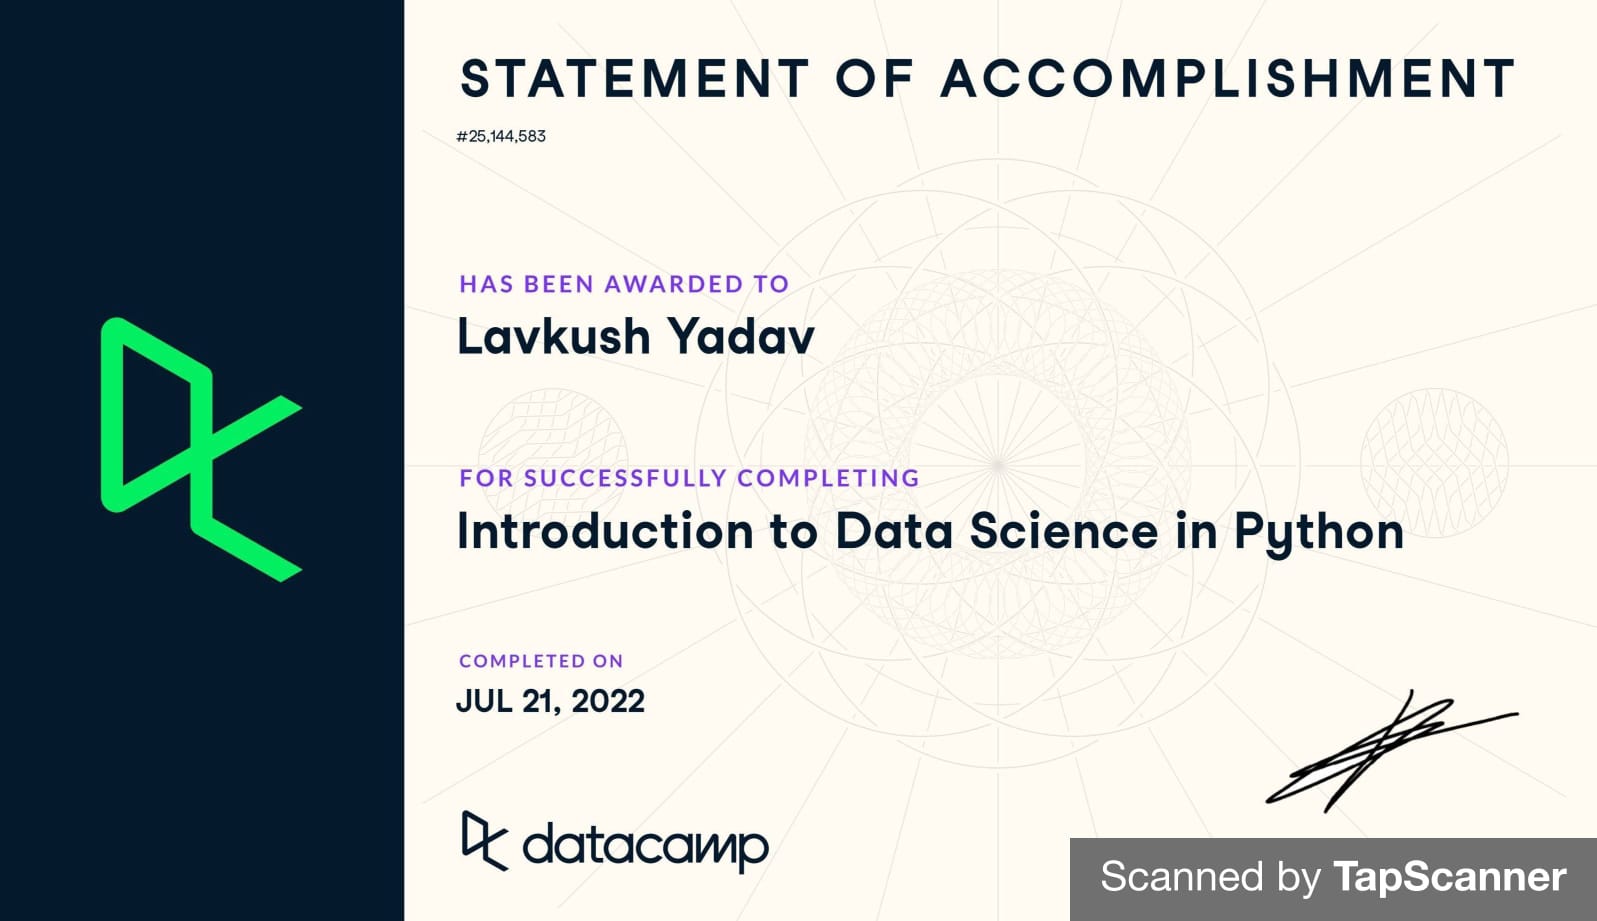 STATEMENT OF ACCOMPLISHMENT
#25,144,583
HAS BEEN AWARDED TO
Lavkush Yadav
FOR SUCCESSFULLY COMPLETING
Introduction to Data Science in Python
COMPLETED ON
JUL 21, 2022
datacamp
Scanned by TapScanner